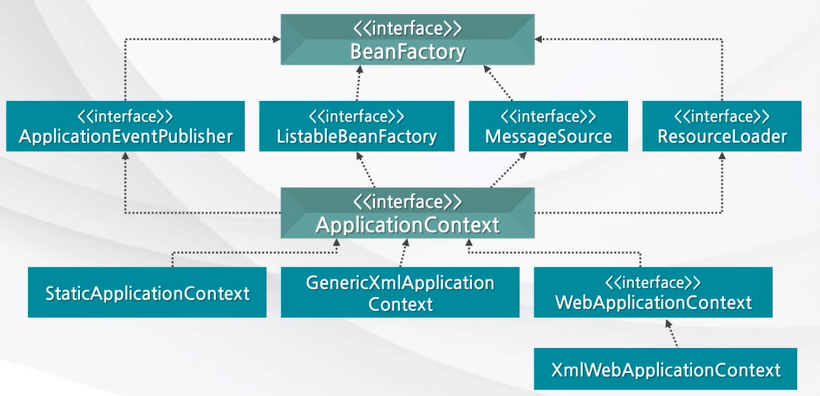 <<interface>>
BeanFactory
<<interface>>
ApplicationEventPublisher
<<interface>>
ListableBeanFactory
<<interface>>
MessageSource
<<interface>>
ResourceLoader
<<interface>>
ApplicationContext
StaticApplicationContext
GenericXmlApplication
Context
<<interface>>
WebApplicationContext
XmlWebApplicationContext